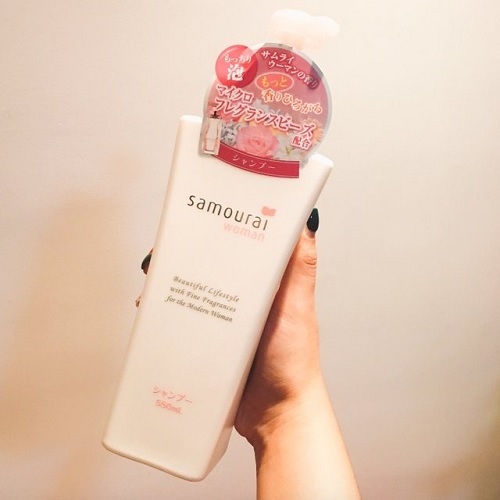 もっちり
泡
サムライ
ウーマンの香り
もっと
香りひろがる
マイクロ
フレグランスビーズ
配合
シャンプー
samourai
woman
Beautiful Lifestyle
with Fine Fragrances
for the Modern Woman
シャンプー
550mL